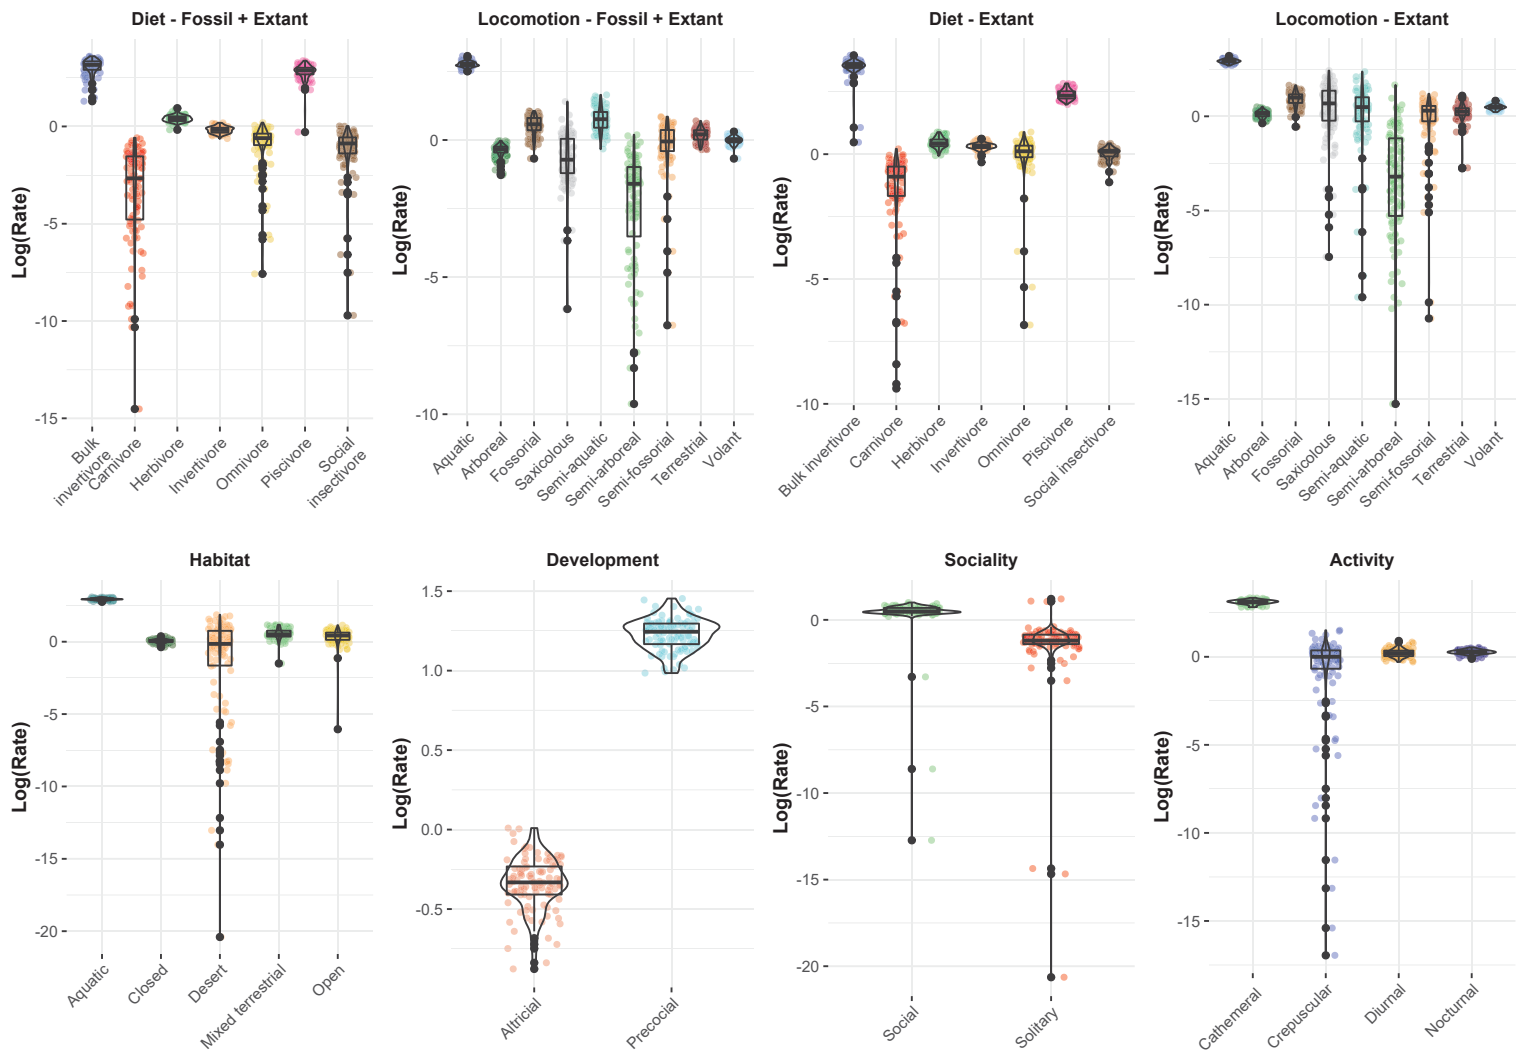 Diet - Fossil + Extant
Log(Rate)
0
-5
-10
-15
Bulk
invertivore
Carnivore
Herbivore
Invertivore
Omnivore
Piscivore
Social
insectivore
Locomotion - Fossil + Extant
Log(Rate)
0
-5
-10
Aquatic
Arboreal
Fossorial
Saxicolous
Semi-aquatic
Semi-arboreal
Semi-fossorial
Terrestrial
Volant
Diet - Extant
Log(Rate)
0
-5
-10
Bulk invertivore
Carnivore
Herbivore
Invertivore
Omnivore
Piscivore
Social insectivore
Locomotion - Extant
Log(Rate)
0
-5
-10
-15
Aquatic
Arboreal
Fossorial
Saxicolous
Semi-aquatic
Semi-arboreal
Semi-fossorial
Terrestrial
Volant
Habitat
Log(Rate)
0
-5
-10
-15
-20
Aquatic
Closed
Desert
Mixed terrestrial
Open
Development
Log(Rate)
1.5
1.0
0.5
0.0
-0.5
Altricial
Precocial
Sociality
Log(Rate)
0
-5
-10
-15
-20
Social
Solitary
Activity
Log(Rate)
0
-5
-10
-15
Cathemeral
Crepuscular
Diurnal
Nocturnal